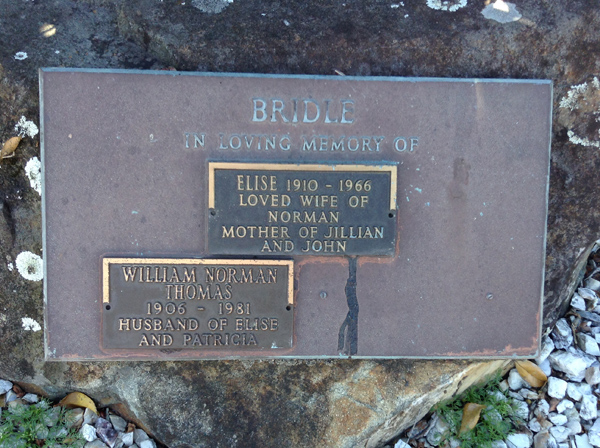 BRIDLE
IN LOVING MEMORY OF
ELISE 1910 - 1966
LOVED WIFE OF
NORMAN
MOTHER OF JILLIAN
AND JOHN
WILLIAM NORMAN
THOMAS
1906 - 1981
HUSBAND OF ELISE
AND PATRICIA